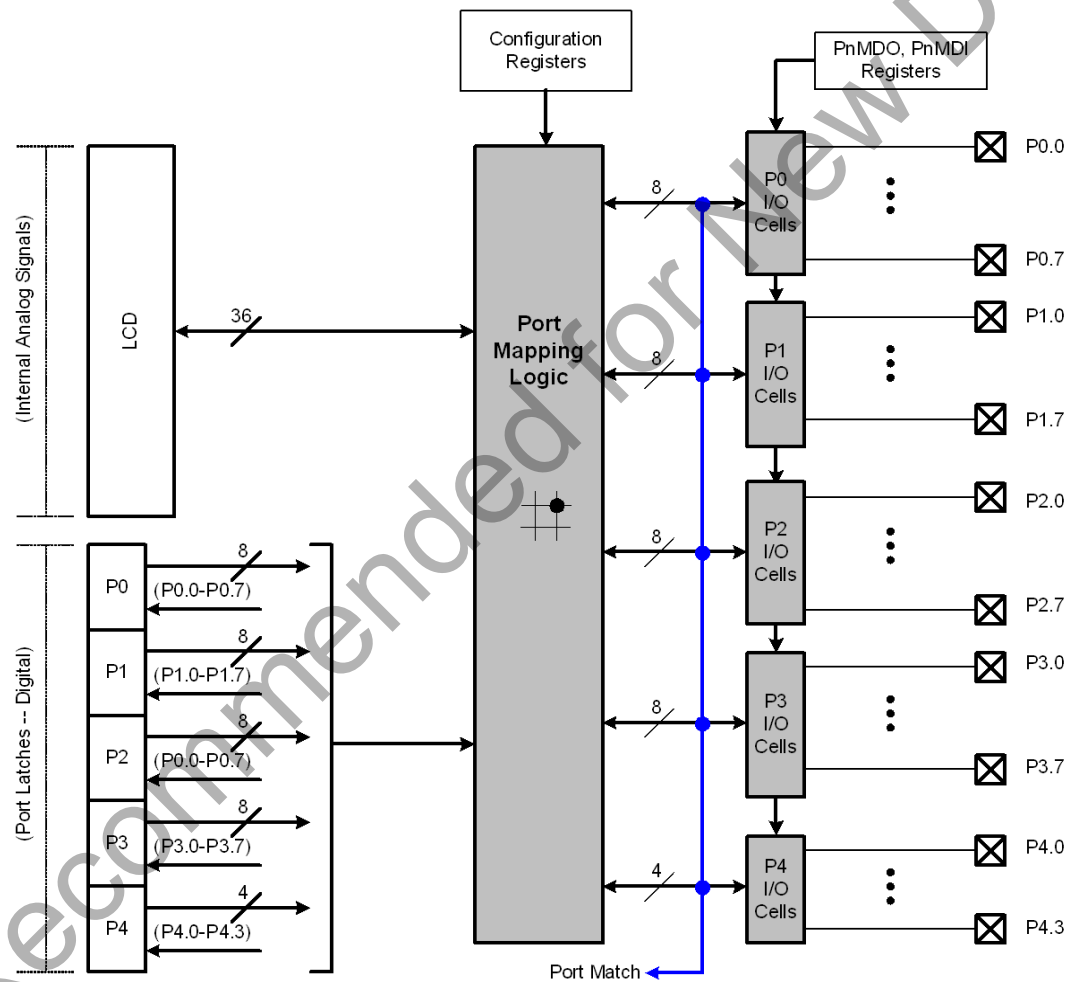 Configuration
Registers
PnMDO, PnMDI
Registers
(Internal Analog Signals)
LCD
36
Port
Mapping
Logic
8
P0
I/O
Cells
P0.0
P0.7
8
P1
I/O
Cells
P1.0
P1.7
8
P2
I/O
Cells
P2.0
P2.7
8
P3
I/O
Cells
P3.0
P3.7
4
P4
I/O
Cells
P4.0
P4.3
(Port Latches -- Digital)
P0
8
(P0.0-P0.7)
P1
8
(P1.0-P1.7)
P2
8
(P0.0-P0.7)
P3
8
(P3.0-P3.7)
P4
4
(P4.0-P4.3)
Port Match
ecommended for New D